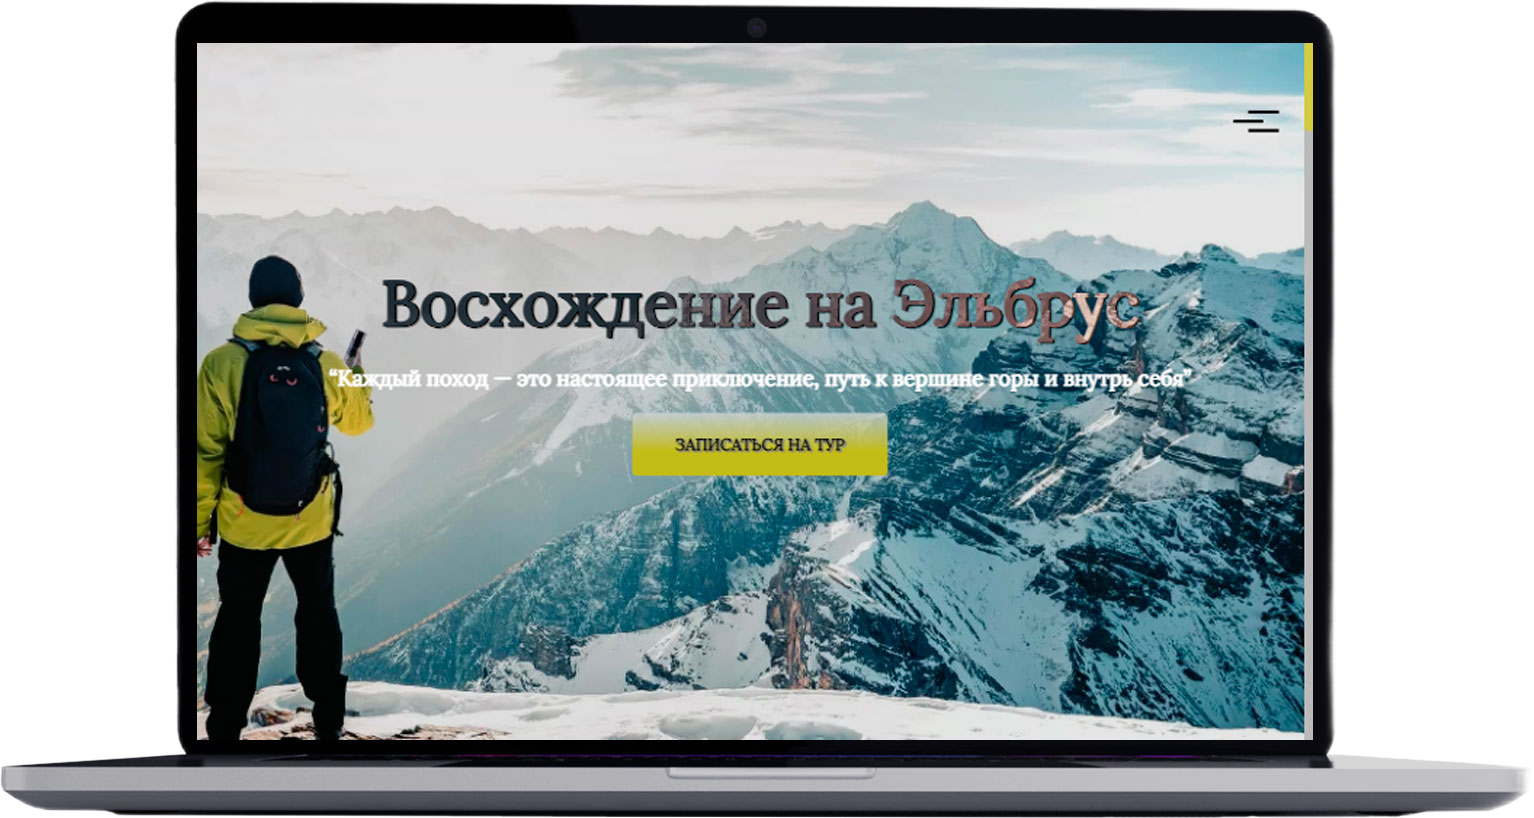 Восхождение на Эльбрус
“Каждый поход — это настоящее приключение, путь к вершине горы и внутрь себя”
ЗАПИСАТЬСЯ НА ТУР